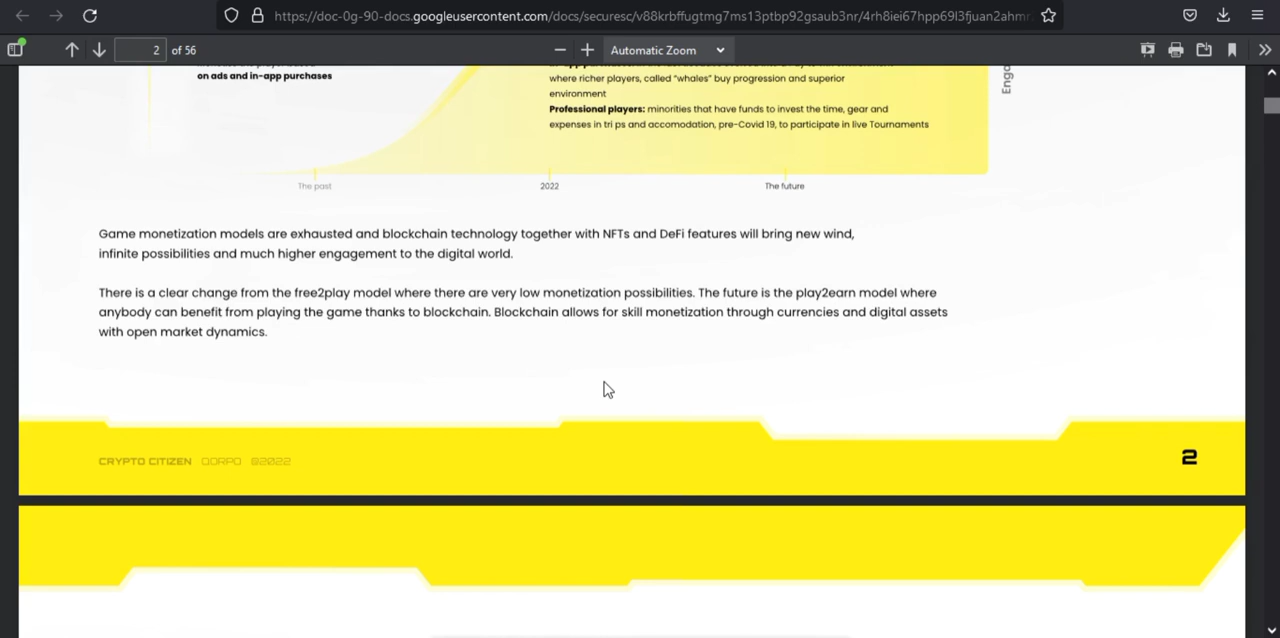 https://doc-0g-90-docs.googleusercontent.com/docs/securesc/v88krbffugtmg7ms13ptbp92gsaub3nr/4rh8iei67hpp69l3fjuan2ahmr
2 of 56
Automatic Zoom
on ads and in-app purchases
where richer players, called "whales" buy progression and superior
environment
Professional players: minorities that have funds to invest the time, gear and
expenses in tri ps and accomodation, pre-Covid 19, to participate in live Tournaments
Enga
The past
2022
The future
Game monetization models are exhausted and blockchain technology together with NFTs and DeFi features will bring new wind,
infinite possibilities and much higher engagement to the digital world.
There is a clear change from the free2play model where there are very low monetization possibilities. The future is the play2earn model where
anybody can benefit from playing the game thanks to blockchain. Blockchain allows for skill monetization through currencies and digital assets
with open market dynamics.
CRYPTO CITIZEN QORPO @2022
2